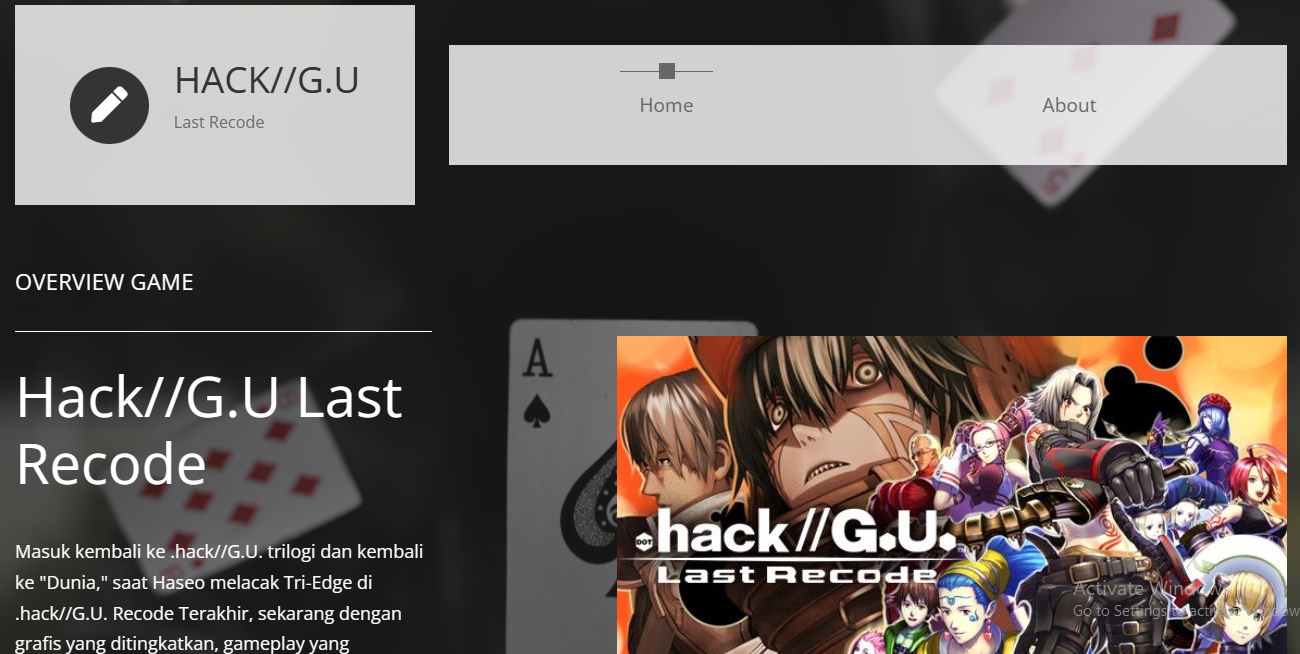 HACK//G.U
Last Recode
Home
About
OVERVIEW GAME
Hack//G.U Last
Recode
Masuk kembali ke .hack//G.U. trilogi dan kembali
ke "Dunia," saat Haseo melacak Tri-Edge di
.hack//G.U. Recode Terakhir, sekarang dengan
grafis yang ditingkatkan, gameplay yang
A
DOT
.hack//G.U.
Last Recode
Activate Windows
Go to Settings to activate Window